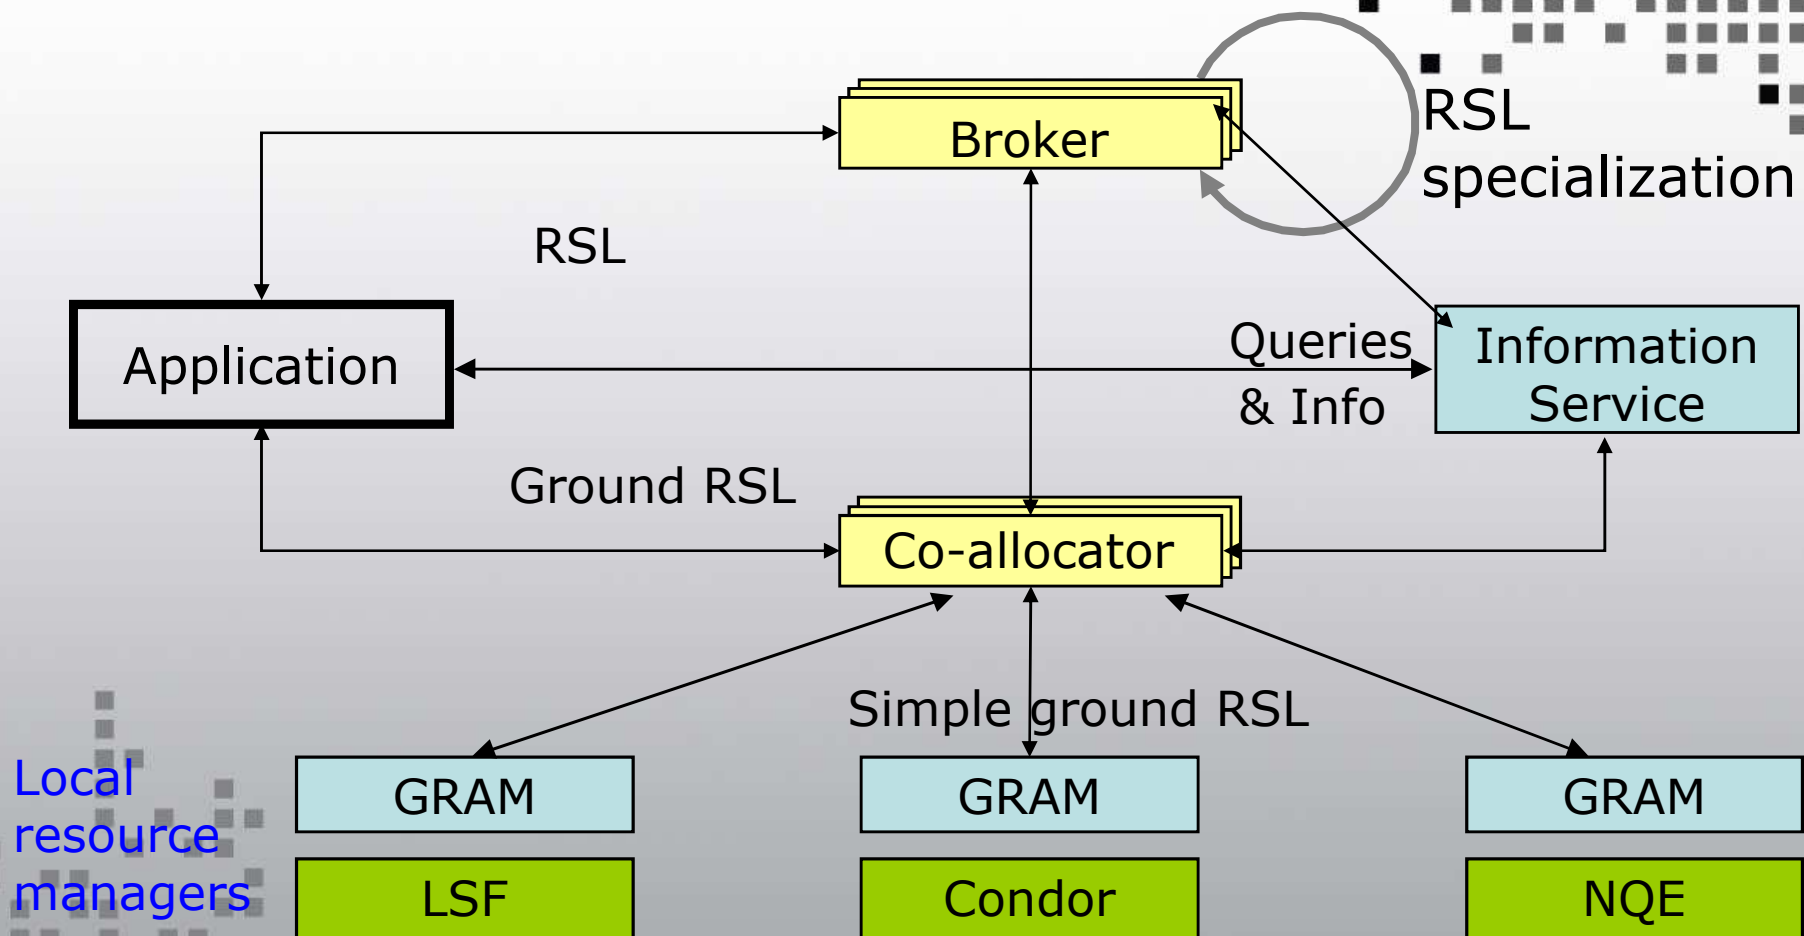 Broker
RSL
specialization
RSL
Application
Queries
& Info
Information
Service
Ground RSL
Co-allocator
Simple ground RSL
Local
resource
managers
GRAM
GRAM
GRAM
LSF
Condor
NQE